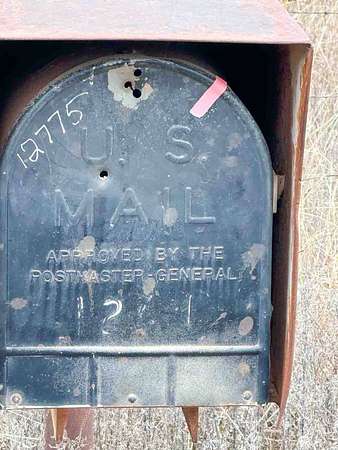 12775
U. S.
MAIL
APPROVED BY THE
POSTMASTER-GENERAL